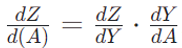 dZ/d(A) = dZ/dY · dY/dA